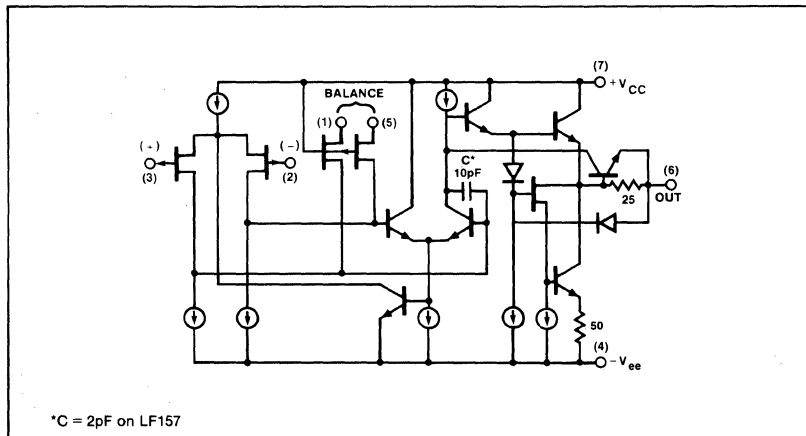 (7)
+VCC
BALANCE
(1) (5)
(+)
(3)
(−)
(2)
C*
10pF
(6)
OUT
25
50
(4)
−Vee
*C = 2pF on LF157